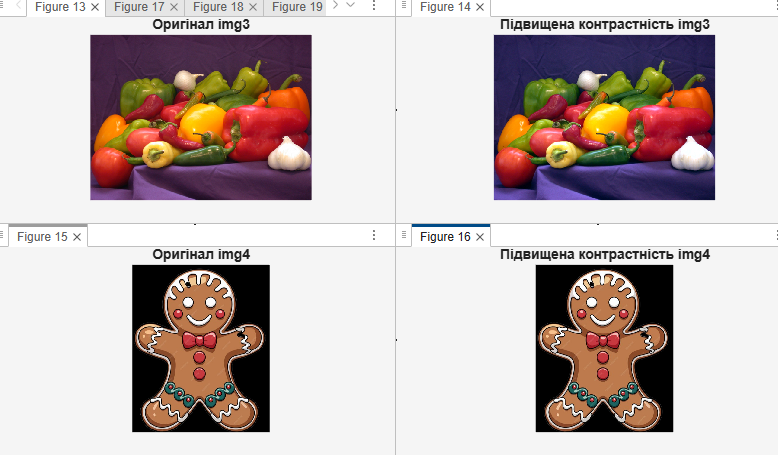 Figure 13 Figure 17 Figure 18 Figure 19
Figure 14
Оригінал img3
Підвищена контрастність img3
Figure 15
Figure 16
Оригінал img4
Підвищена контрастність img4